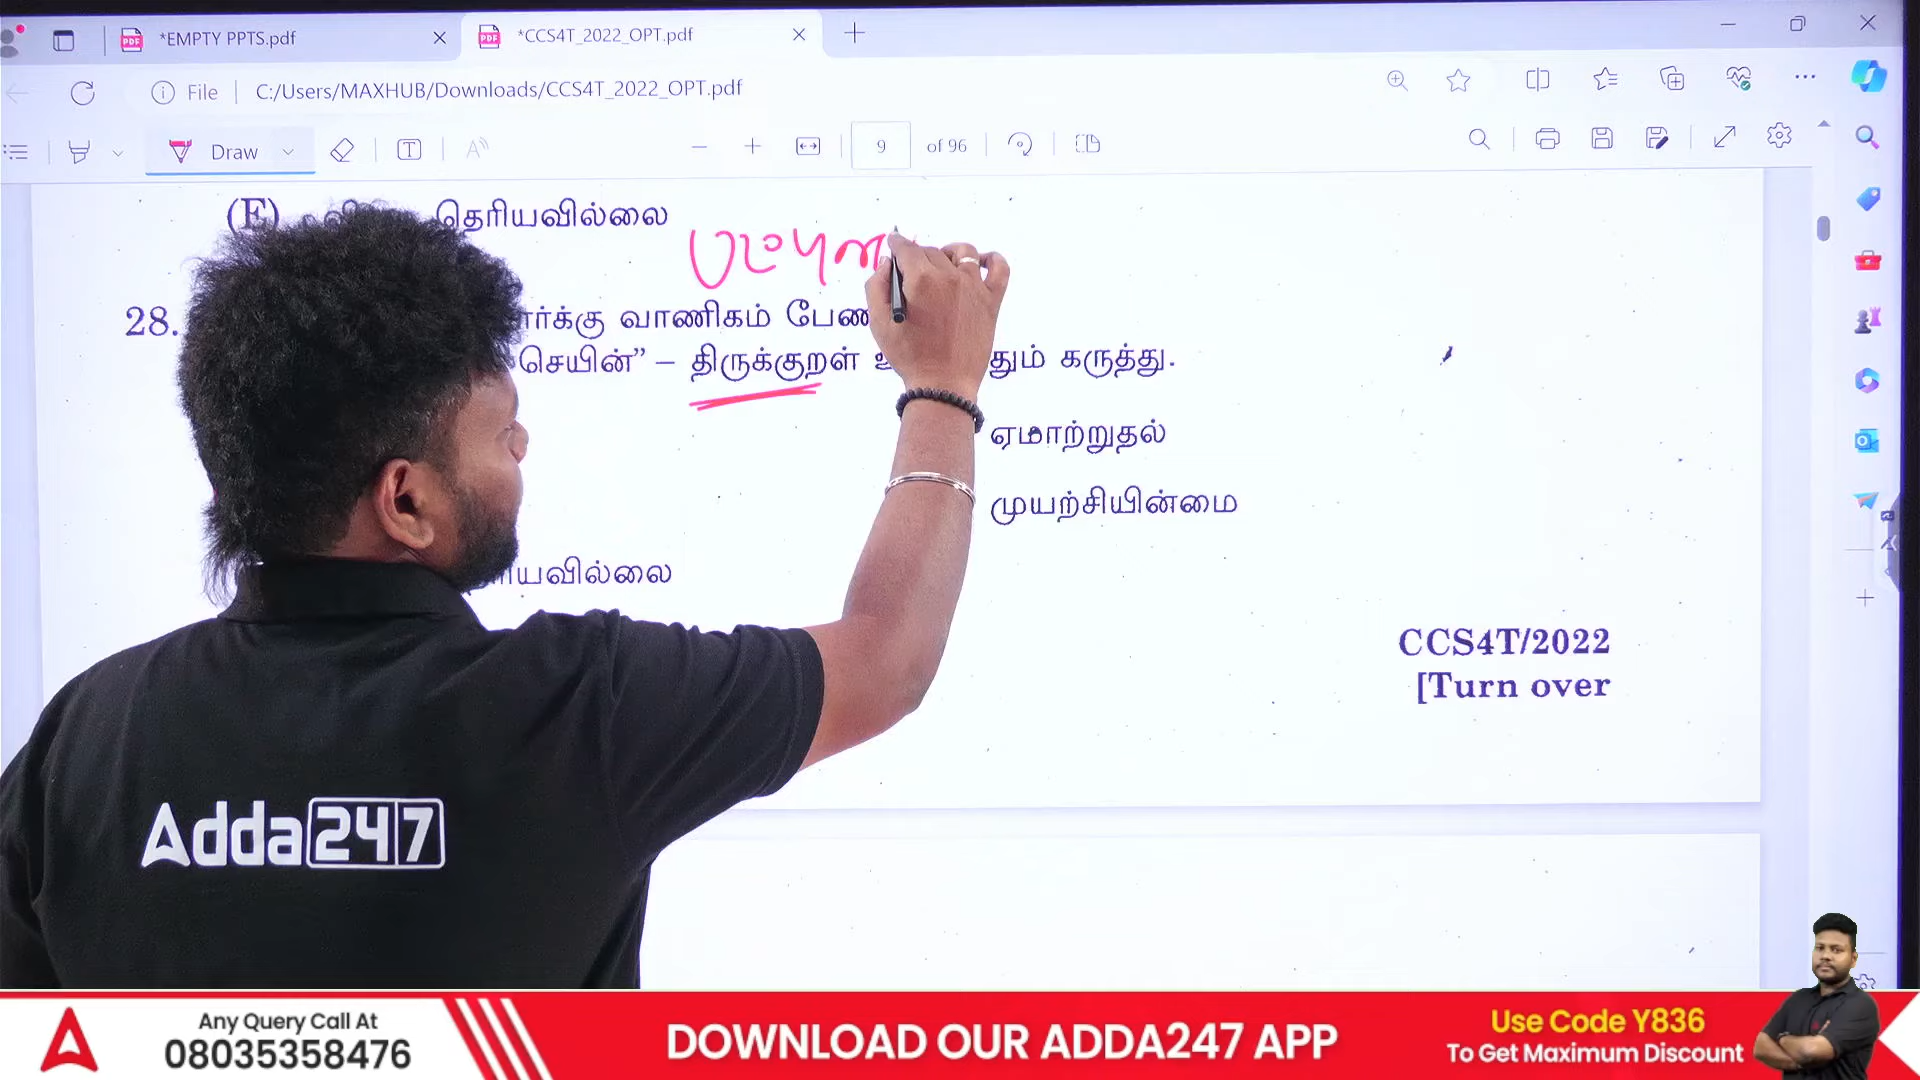 *EMPTY PPTS.pdf
*CCS4T_2022_OPT.pdf
File
C:/Users/MAXHUB/Downloads/CCS4T_2022_OPT.pdf
Draw
9 of 96
(E) தெரியவில்லை
28. ர்க்கு வாணிகம் பேண
செயின்” – திருக்குறள் தும் கருத்து.
ஏமாற்றுதல்
முயற்சியின்மை
ரியவில்லை
CCS4T/2022
[Turn over
Adda247
Any Query Call At
08035358476
DOWNLOAD OUR ADDA247 APP
Use Code Y836
To Get Maximum Discount